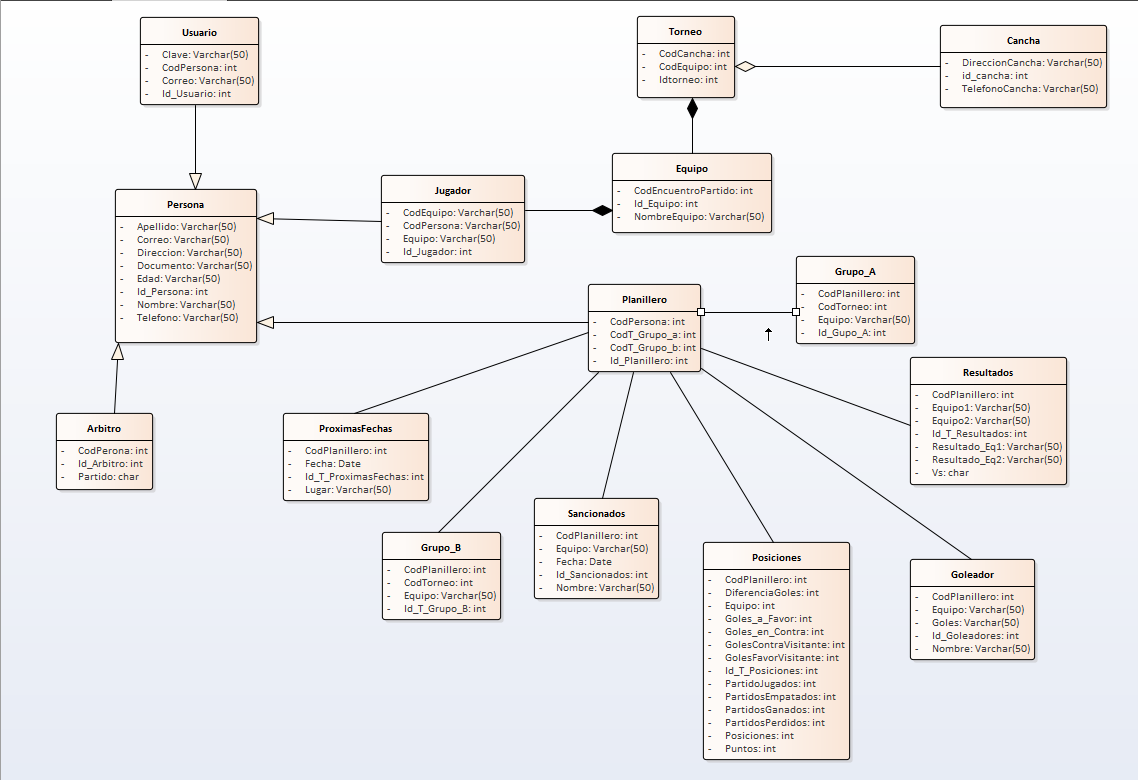 Usuario
- Clave: Varchar(50)
- CodPersona: int
- Correo: Varchar(50)
- Id_Usuario: int
Torneo
- CodCancha: int
- CodEquipo: int
- Idtorneo: int
Cancha
- DireccionCancha: Varchar(50)
- id_cancha: int
- TelefonoCancha: Varchar(50)
Persona
- Apellido: Varchar(50)
- Correo: Varchar(50)
- Direccion: Varchar(50)
- Documento: Varchar(50)
- Edad: Varchar(50)
- Id_Persona: int
- Nombre: Varchar(50)
- Telefono: Varchar(50)
Jugador
- CodEquipo: Varchar(50)
- CodPersona: Varchar(50)
- Equipo: Varchar(50)
- Id_Jugador: int
Equipo
- CodEncuentroPartido: int
- Id_Equipo: int
- NombreEquipo: Varchar(50)
Planillero
- CodPersona: int
- CodT_Grupo_a: int
- CodT_Grupo_b: int
- Id_Planillero: int
Grupo_A
- CodPlanillero: int
- CodTorneo: int
- Equipo: Varchar(50)
- Id_Gupo_A: int
Resultados
- CodPlanillero: int
- Equipo1: Varchar(50)
- Equipo2: Varchar(50)
- Id_T_Resultados: int
- Resultado_Eq1: Varchar(50)
- Resultado_Eq2: Varchar(50)
- Vs: char
Arbitro
- CodPerona: int
- Id_Arbitro: int
- Partido: char
ProximasFechas
- CodPlanillero: int
- Fecha: Date
- Id_T_ProximasFechas: int
- Lugar: Varchar(50)
Grupo_B
- CodPlanillero: int
- CodTorneo: int
- Equipo: Varchar(50)
- Id_T_Grupo_B: int
Sancionados
- CodPlanillero: int
- Equipo: Varchar(50)
- Fecha: Date
- Id_Sancionados: int
- Nombre: Varchar(50)
Posiciones
- CodPlanillero: int
- DiferenciaGoles: int
- Equipo: int
- Goles_a_Favor: int
- Goles_en_Contra: int
- GolesContraVisitante: int
- GolesFavorVisitante: int
- Id_T_Posiciones: int
- PartidoJugados: int
- PartidosEmpatados: int
- PartidosGanados: int
- PartidosPerdidos: int
- Posiciones: int
- Puntos: int
Goleador
- CodPlanillero: int
- Equipo: Varchar(50)
- Goles: Varchar(50)
- Id_Goleadores: int
- Nombre: Varchar(50)